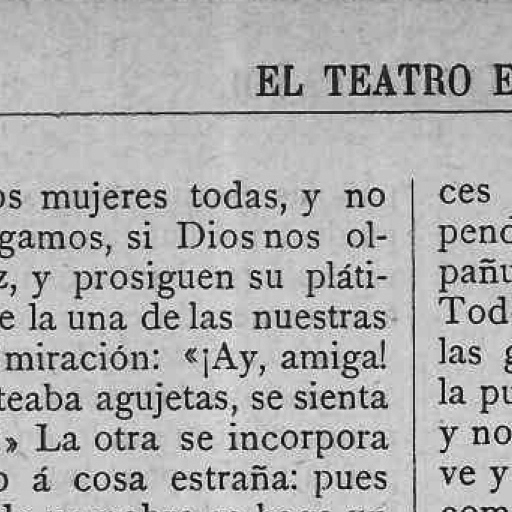 EL TEATRO E
os mujeres todas, y no
gamos, si Dios nos ol-
z, y prosiguen su pláti-
e la una de las nuestras
miración: «¡Ay, amiga!
teaba agujetas, se sienta
» La otra se incorpora
o á cosa estraña: pues
ces
pend
pañu
Tod
las g
la pu
y no
ve y